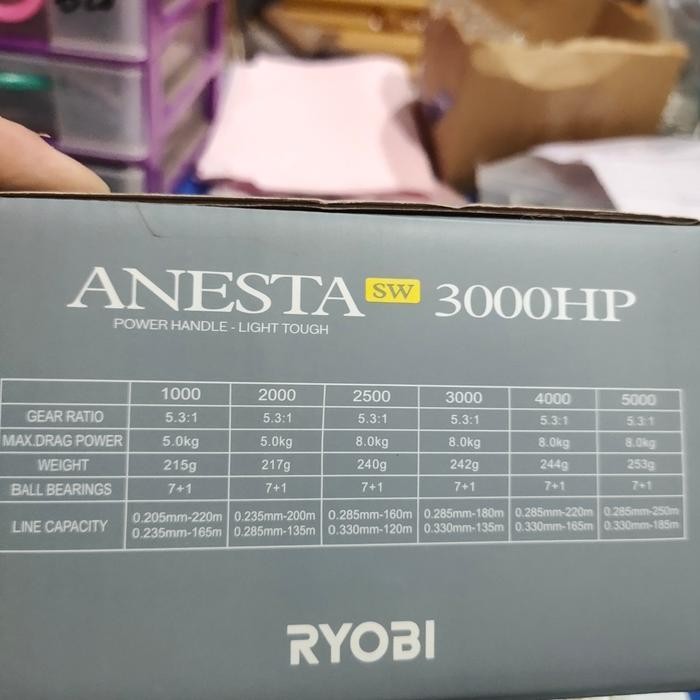 ANESTA SW 3000HP
POWER HANDLE - LIGHT TOUGH
1000 2000 2500 3000 4000 5000
GEAR RATIO 5.3:1 5.3:1 5.3:1 5.3:1 5.3:1 5.3:1
MAX.DRAG POWER 5.0kg 5.0kg 8.0kg 8.0kg 8.0kg 8.0kg
WEIGHT 215g 217g 240g 242g 244g 253g
BALL BEARINGS 7+1 7+1 7+1 7+1 7+1 7+1
LINE CAPACITY 0.205mm-220m 0.235mm-200m 0.285mm-160m 0.285mm-180m 0.285mm-220m 0.285mm-250m
0.235mm-165m 0.285mm-135m 0.330mm-120m 0.330mm-135m 0.330mm-165m 0.330mm-185m
RYOBI